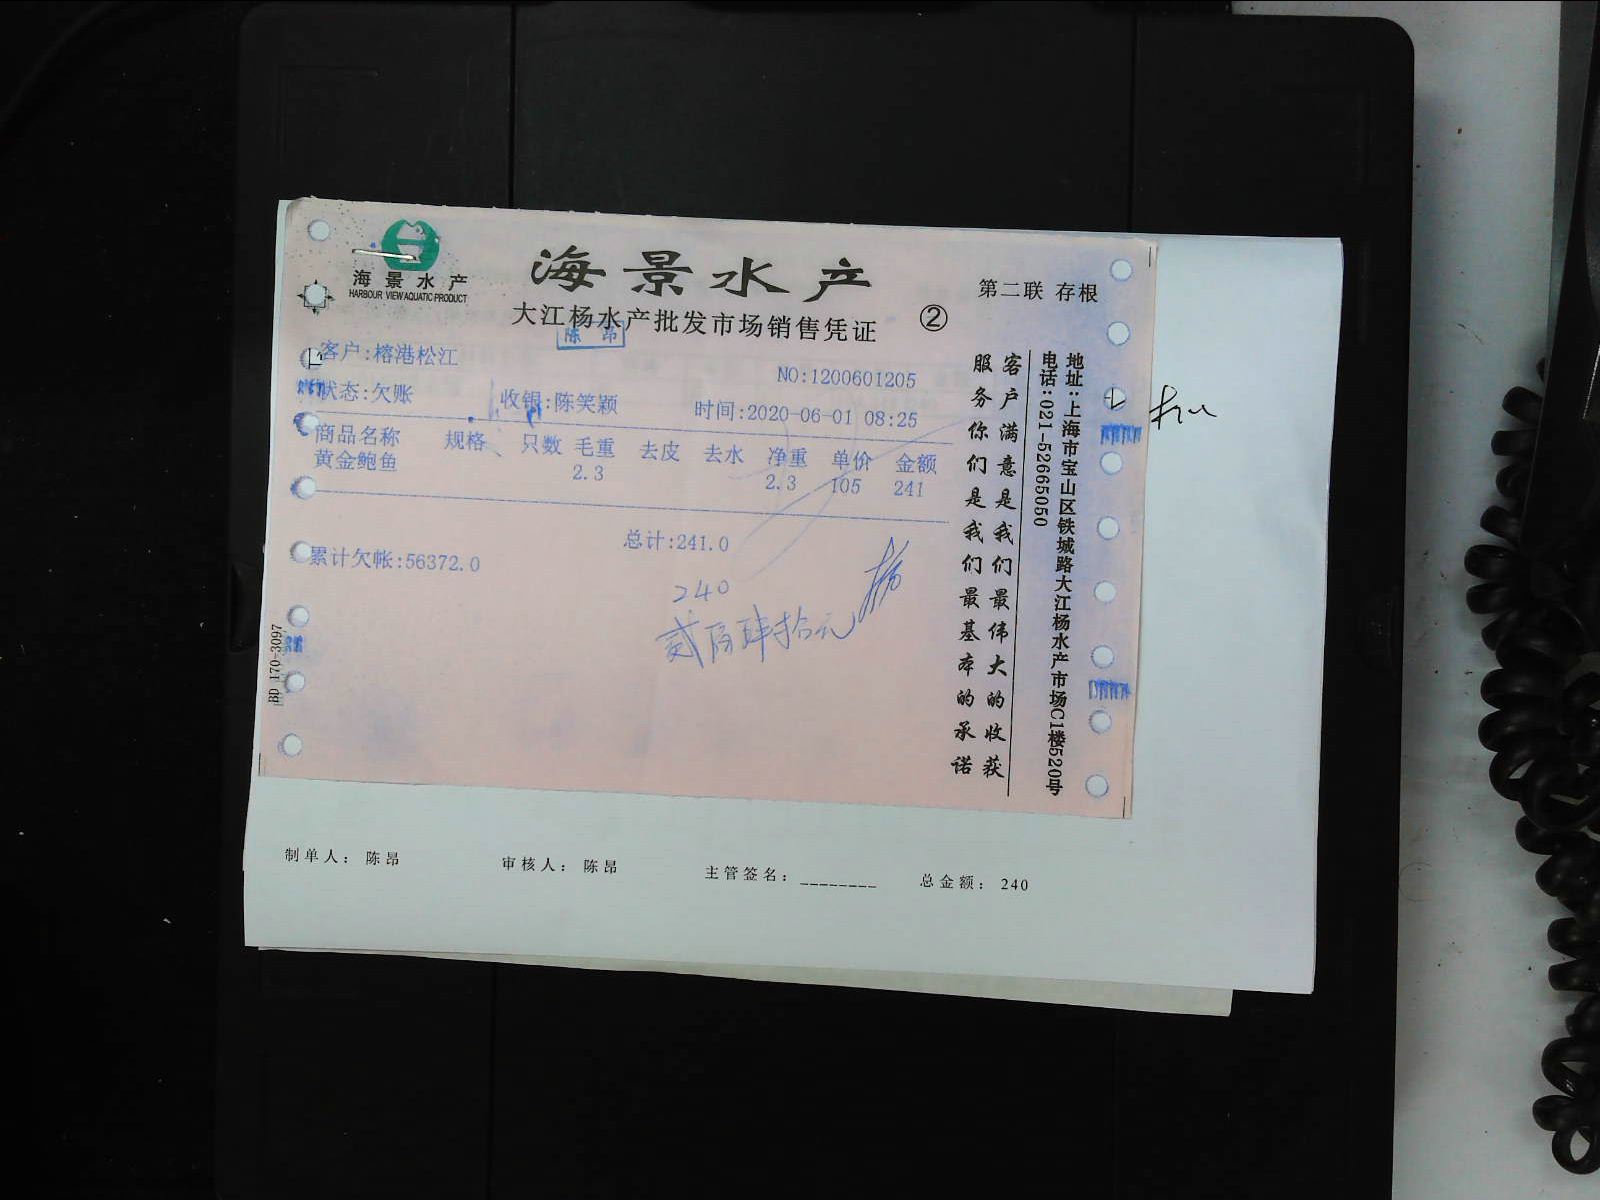 海景水产
HARBOUR VIEW AQUATIC PRODUCT
海景水产
大江杨水产批发市场销售凭证
②
第二联 存根
陈昂
客户:榕港松江
NO:1200601205
状态:欠账
收银:陈笑颖
时间:2020-06-01 08:25
商品名称 规格 只数 毛重 去皮 去水 净重 单价 金额
黄金鲍鱼 2.3 2.3 105 241
总计:241.0
累计欠帐:56372.0
240
贰佰肆拾元
客户满意是我们最伟大的收获
服务你们是我们最基本的承诺
地址:上海市宝山区铁城路大江杨水产市场C1楼520号
电话:021-52665050
BD 170-3097
制单人: 陈昂 审核人: 陈昂 主管签名: ________ 总金额: 240